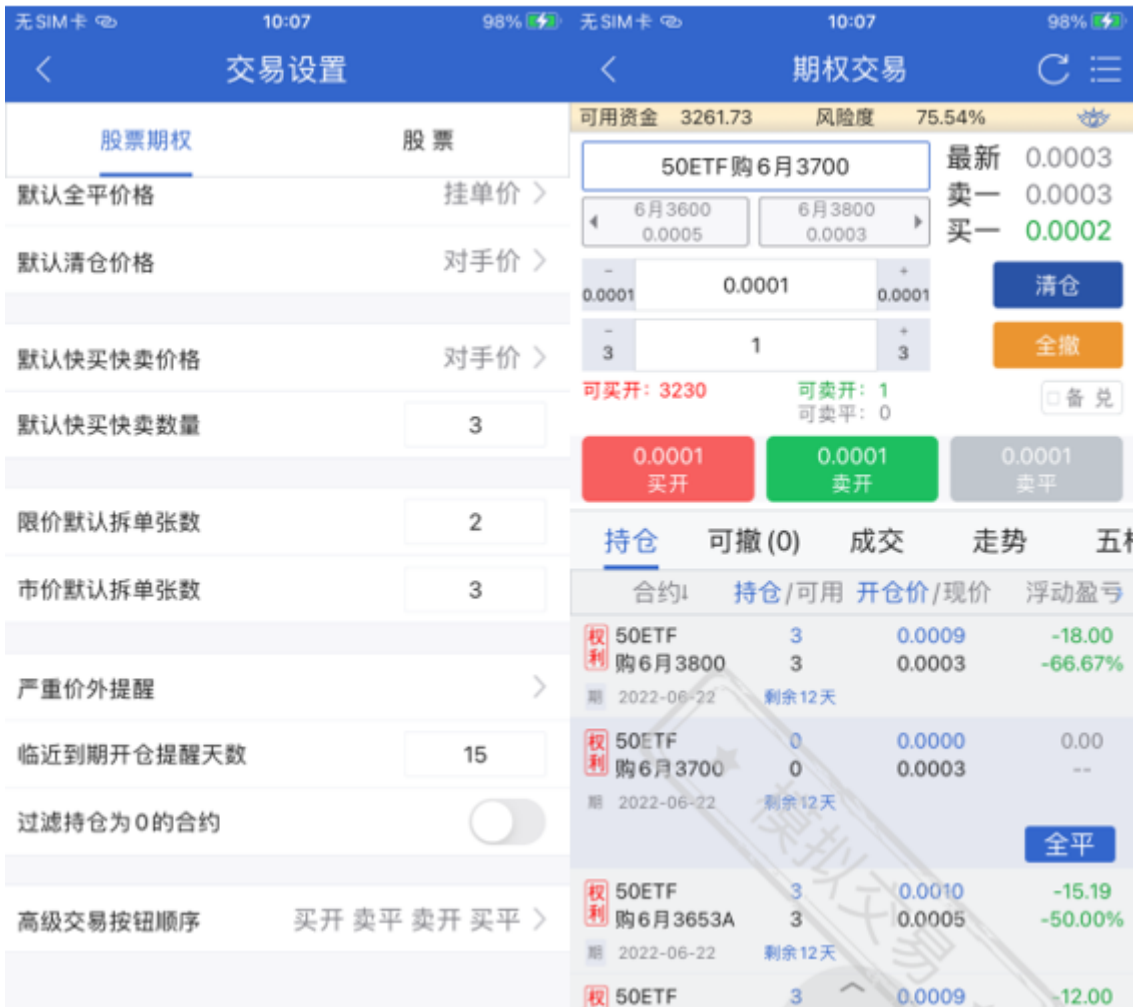 无SIM卡 10:07 98%
交易设置
股票期权 股 票
默认全平价格 挂单价
默认清仓价格 对手价
默认快买快卖价格 对手价
默认快买快卖数量 3
限价默认拆单张数 2
市价默认拆单张数 3
严重价外提醒
临近到期开仓提醒天数 15
过滤持仓为0的合约
高级交易按钮顺序 买开 卖平 卖开 买平
无SIM卡 10:07 98%
期权交易
可用资金 3261.73 风险度 75.54%
50ETF购6月3700
最新 0.0003
卖一 0.0003
买一 0.0002
6月3600 6月3800
0.0005 0.0003
- +
0.0001 0.0001 0.0001 清仓
- +
3 1 3 全撤
可买开：3230 可卖开：1
可卖平：0
备 兑
0.0001 0.0001 0.0001
买开 卖开 卖平
持仓 可撤(0) 成交 走势 五
合约↓ 持仓/可用 开仓价/现价 浮动盈亏
权利 50ETF 3 0.0009 -18.00
购6月3800 3 0.0003 -66.67%
期 2022-06-22 剩余12天
权利 50ETF 0 0.0000 0.00
购6月3700 0 0.0003 --
期 2022-06-22 剩余12天
全平
权利 50ETF 3 0.0010 -15.19
购6月3653A 3 0.0005 -50.00%
期 2022-06-22 剩余12天
权 50ETF 3 0.0009 -12.00
模拟交易